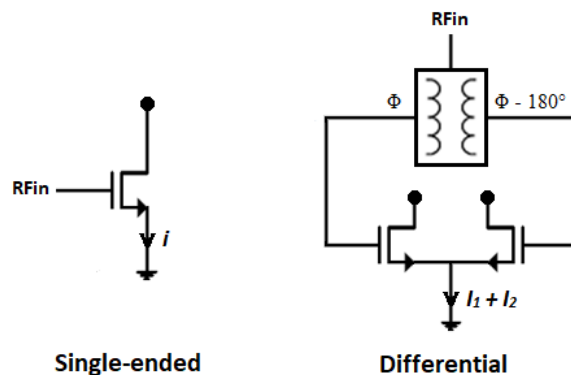 RFin
Φ
Φ - 180°
RFin
i
I₁ + I₂
Single-ended
Differential